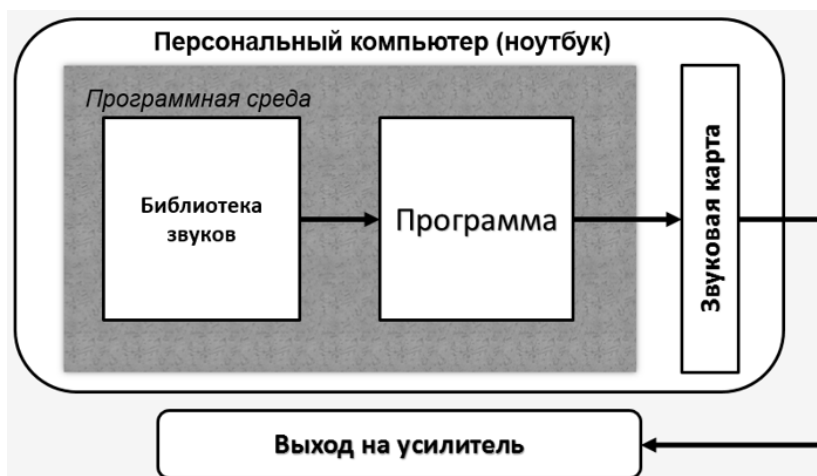 Персональный компьютер (ноутбук)
Программная среда
Библиотека
звуков
Программа
Звуковая карта
Выход на усилитель